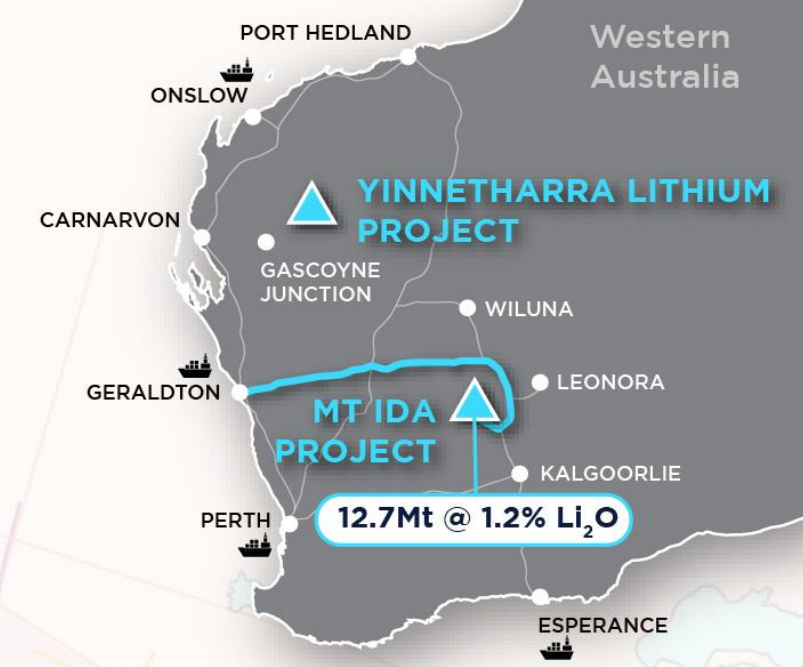 PORT HEDLAND
Western
Australia
ONSLOW
YINNETHARRA LITHIUM
PROJECT
CARNARVON
GASCOYNE
JUNCTION
WILUNA
GERALDTON
LEONORA
MT IDA
PROJECT
KALGOORLIE
PERTH
12.7Mt @ 1.2% Li₂O
ESPERANCE